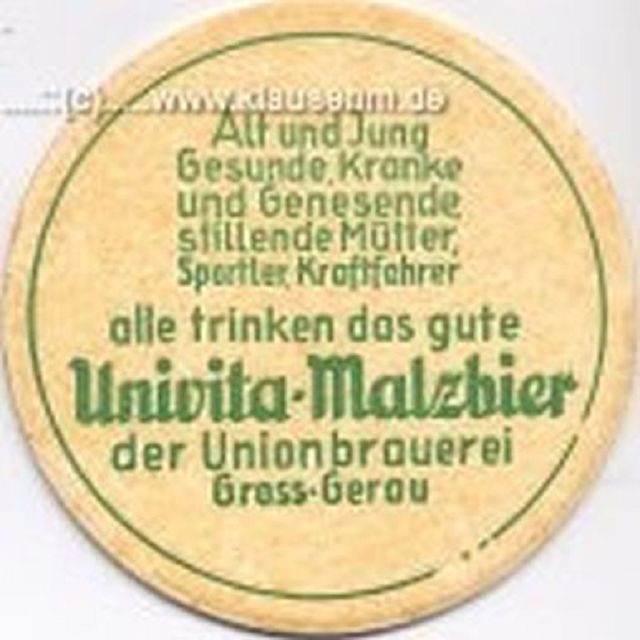 ......(c)......www.klausehm.de
Alt und Jung
Gesunde, Kranke
und Genesende
stillende Mütter,
Sportler, Kraftfahrer
alle trinken das gute
Univita-Malzbier
der Unionbrauerei
Gross-Gerau